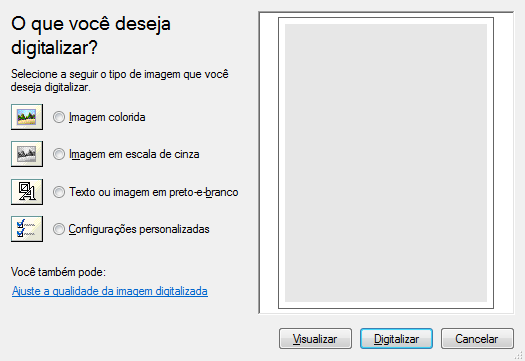 O que você deseja
digitalizar?
Selecione a seguir o tipo de imagem que você
deseja digitalizar.
Imagem colorida
Imagem em escala de cinza
Texto ou imagem em preto-e-branco
Configurações personalizadas
Você também pode:
Ajuste a qualidade da imagem digitalizada
Visualizar
Digitalizar
Cancelar